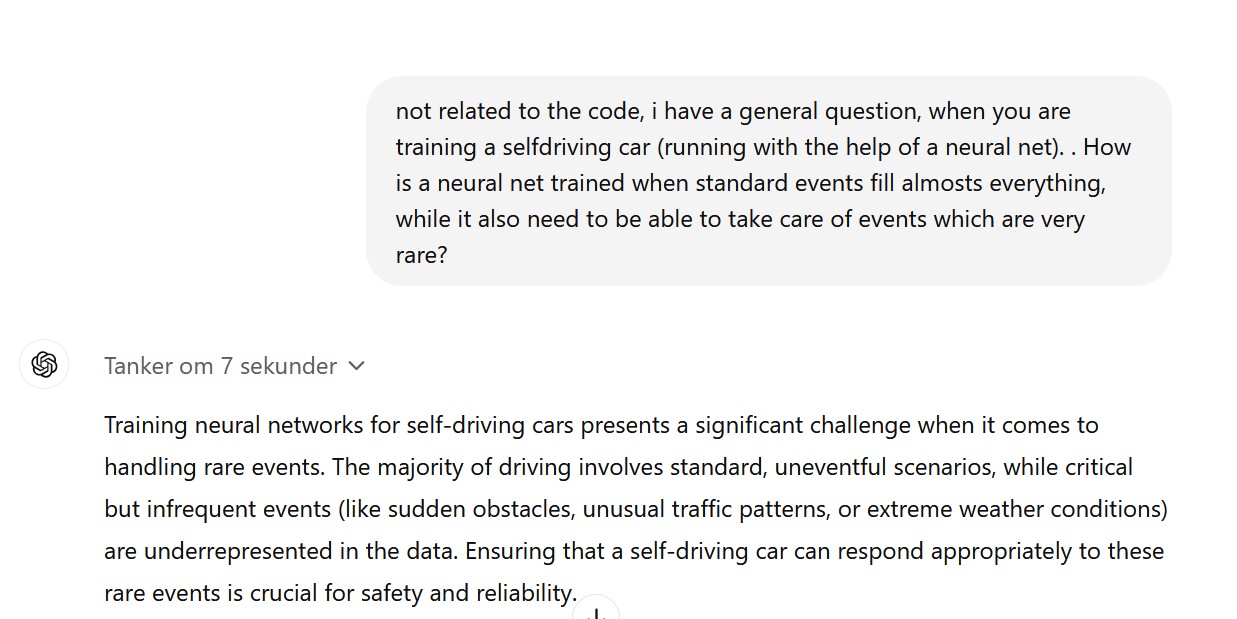 not related to the code, i have a general question, when you are
training a selfdriving car (running with the help of a neural net). . How
is a neural net trained when standard events fill almosts everything,
while it also need to be able to take care of events which are very
rare?
Tanker om 7 sekunder
Training neural networks for self-driving cars presents a significant challenge when it comes to
handling rare events. The majority of driving involves standard, uneventful scenarios, while critical
but infrequent events (like sudden obstacles, unusual traffic patterns, or extreme weather conditions)
are underrepresented in the data. Ensuring that a self-driving car can respond appropriately to these
rare events is crucial for safety and reliability.